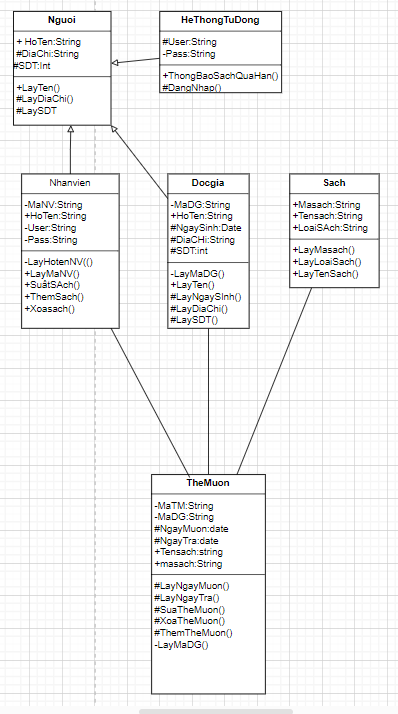 Nguoi
+ HoTen:String
#DiaChi:String
#SDT:Int
+LayTen()
#LayDiaChi()
#LaySDT
HeThongTuDong
#User:String
-Pass:String
+ThongBaoSachQuaHan()
#DangNhap()
Nhanvien
-MaNV:String
+HoTen:String
-User:String
-Pass:String
-LayHotenNV(()
+LayMaNV()
+SuấtSAch()
+ThemSach()
+Xoasach()
Docgia
-MaDG:String
+HoTen:String
#NgaySinh:Date
#DiaCHi:String
#SDT:int
-LayMaDG()
+LayTen()
#LayNgaySInh()
#LayDiaChi()
#LaySDT()
Sach
+Masach:String
+Tensach:String
+LoaiSAch:String
+LayMasach()
+LayLoaiSach()
+LayTenSach()
TheMuon
-MaTM:String
-MaDG:String
#NgayMuon:date
#NgayTra:date
+Tensach:string
+masach:String
#LayNgayMuon()
#LayNgayTra()
#SuaTheMuon()
#XoaTheMuon()
#ThemTheMuon()
-LayMaDG()